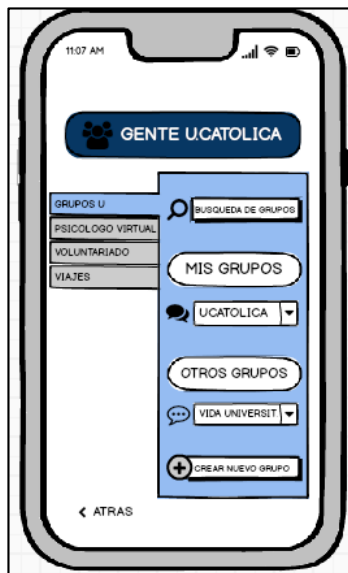 11:07 AM
GENTE U.CATOLICA
GRUPOS U
PSICOLOGO VIRTUAL
VOLUNTARIADO
VIAJES
BUSQUEDA DE GRUPOS
MIS GRUPOS
UCATOLICA
OTROS GRUPOS
VIDA UNIVERSIT
CREAR NUEVO GRUPO
ATRAS